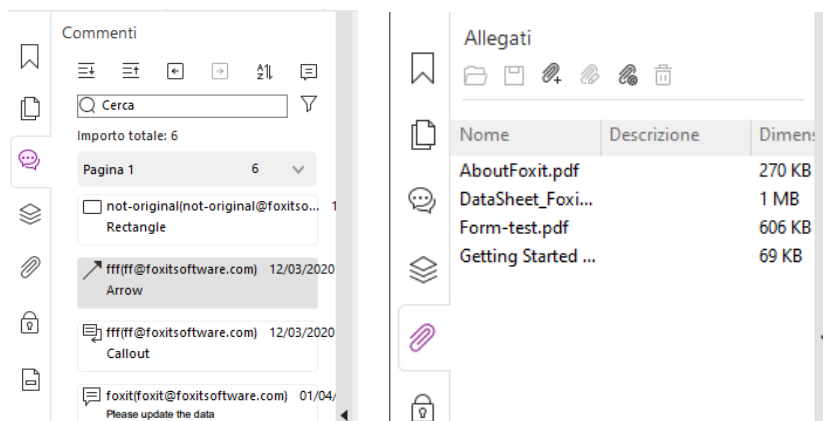 Commenti
Cerca
Importo totale: 6
Pagina 1 6
not-original(not-original@foxitso... 1
Rectangle
fff(ff@foxitsoftware.com) 12/03/2020
Arrow
fff(ff@foxitsoftware.com) 12/03/2020
Callout
foxit(foxit@foxitsoftware.com) 01/04/
Please update the data
Allegati
Nome Descrizione Dimens
AboutFoxit.pdf 270 KB
DataSheet_Foxi... 1 MB
Form-test.pdf 606 KB
Getting Started ... 69 KB